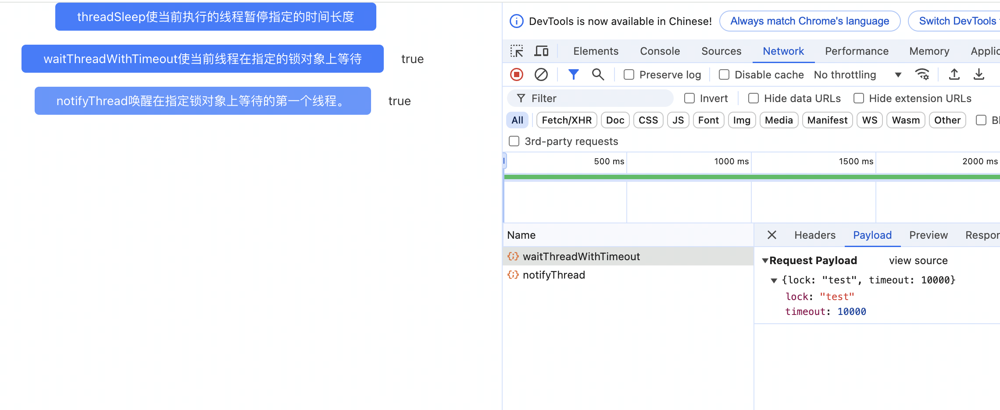 threadSleep使当前执行的线程暂停指定的时间长度
waitThreadWithTimeout使当前线程在指定的锁对象上等待 true
notifyThread唤醒在指定锁对象上等待的第一个线程。 true
DevTools is now available in Chinese! Always match Chrome's language Switch DevTools
Elements Console Sources Network Performance Memory Applic
Preserve log Disable cache No throttling
Filter Invert Hide data URLs Hide extension URLs
All Fetch/XHR Doc CSS JS Font Img Media Manifest WS Wasm Other Bl
3rd-party requests
500 ms 1000 ms 1500 ms 2000 ms
Name
waitThreadWithTimeout
notifyThread
Headers Payload Preview Respor
Request Payload view source
{lock: "test", timeout: 10000}
lock: "test"
timeout: 10000